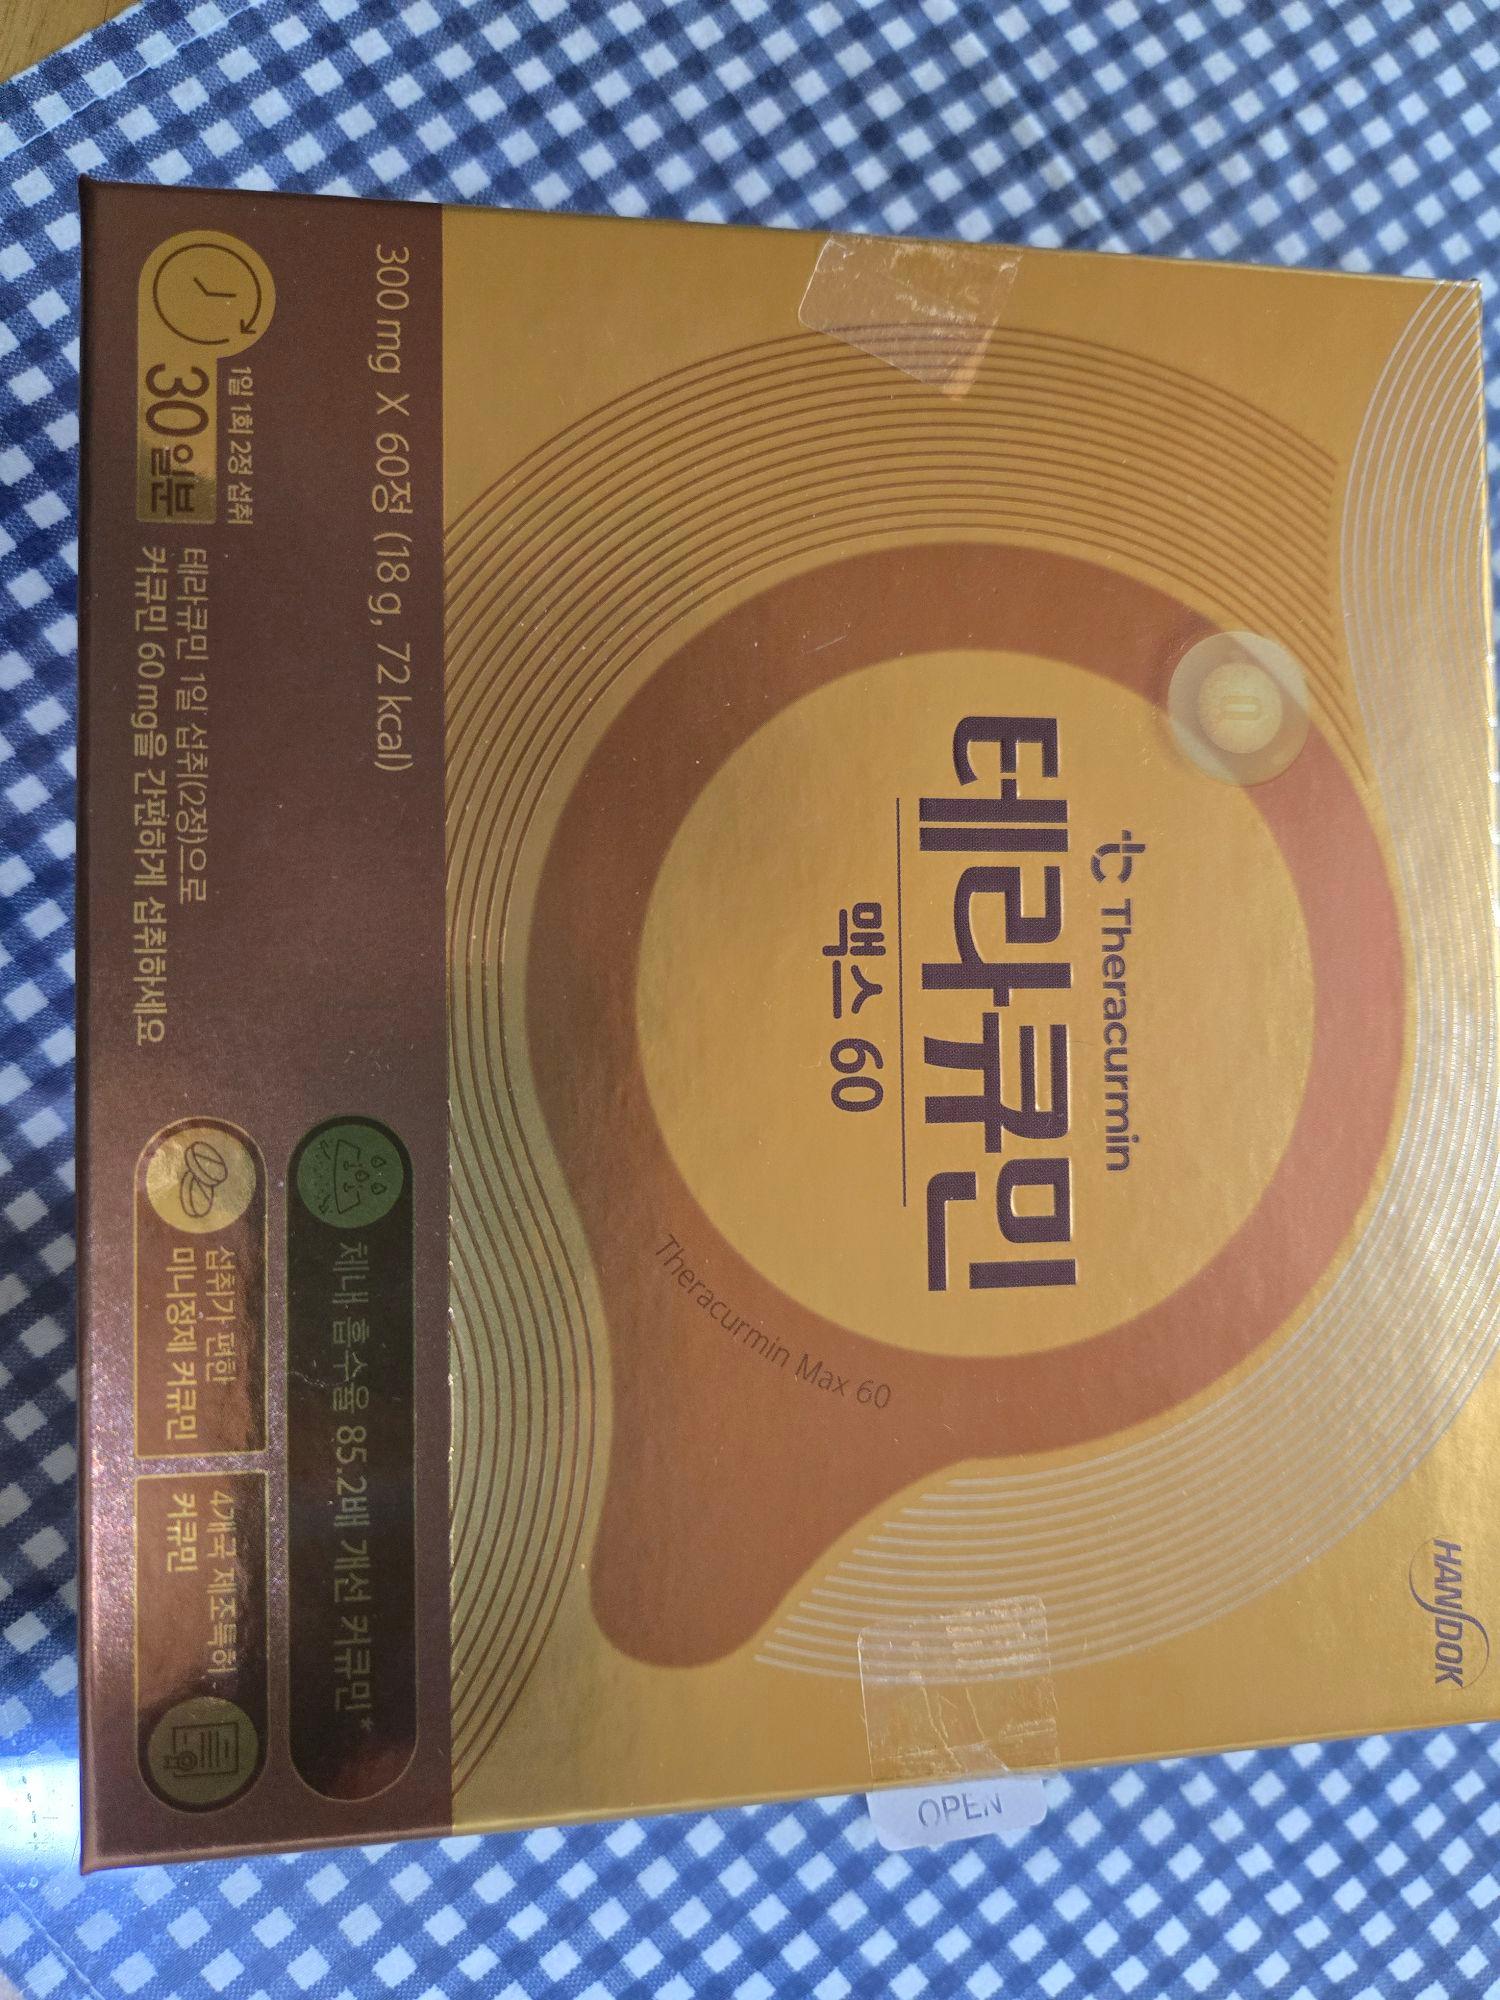 HANDOK
Theracurmin
테라큐민
맥스 60
Theracurmin Max 60
OPEN
300 mg X 60정 (18 g, 72 kcal)
체내 흡수율 85.2배 개선 커큐민*
1일 1회 2정 섭취
30일분
테라큐민 1일 섭취(2정)으로
커큐민 60 mg을 간편하게 섭취하세요
섭취가 편한
미니정제 커큐민
4개국 제조특허
커큐민